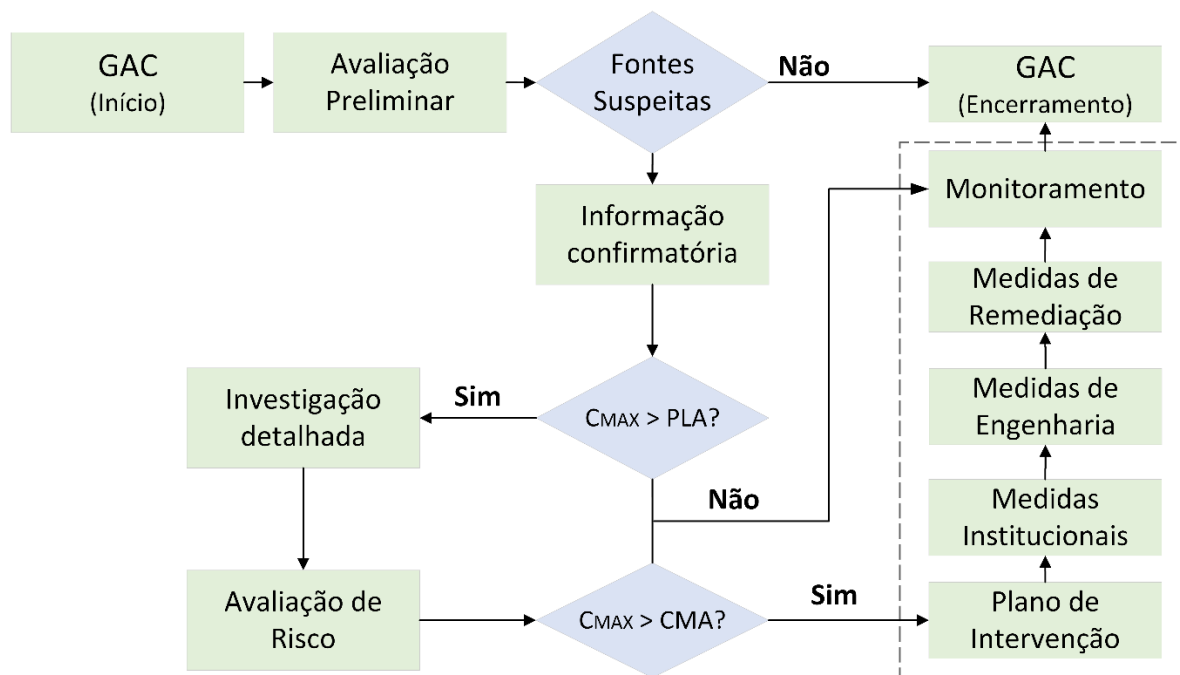 GAC
(Início)
Avaliação
Preliminar
Fontes
Suspeitas
Não
GAC
(Encerramento)
Monitoramento
Informação
confirmatória
Medidas de
Remediação
Investigação
detalhada
Sim
CMAX > PLA?
Medidas de
Engenharia
Não
Medidas
Institucionais
Avaliação de
Risco
CMAX > CMA?
Sim
Plano de
Intervenção